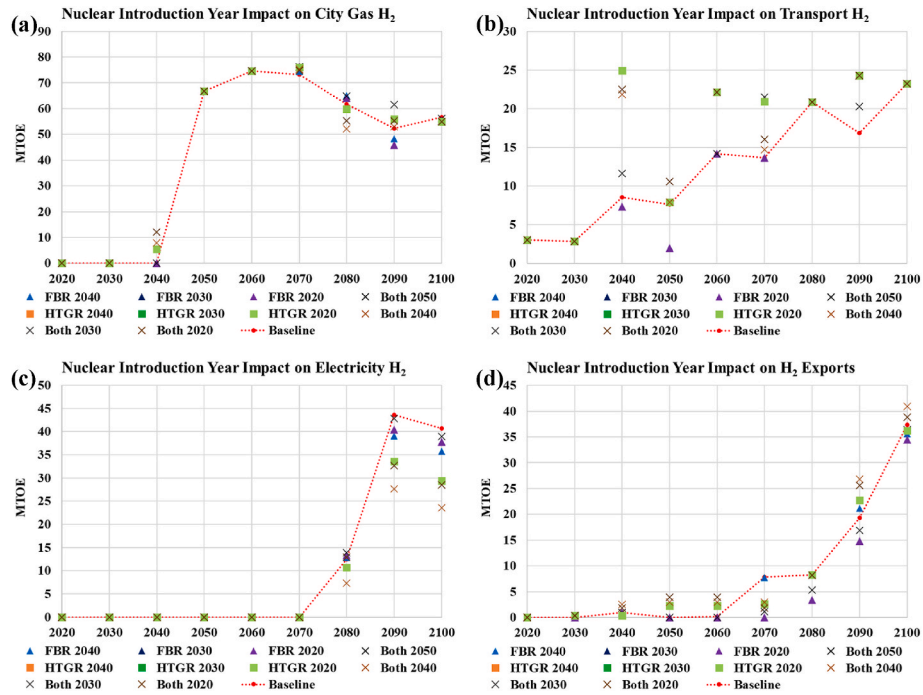 (a)
Nuclear Introduction Year Impact on City Gas H₂
MTOE
90
80
70
60
50
40
30
20
10
0
2020 2030 2040 2050 2060 2070 2080 2090 2100
FBR 2040 FBR 2030 FBR 2020 Both 2050
HTGR 2040 HTGR 2030 HTGR 2020 Both 2040
Both 2030 Both 2020 Baseline
(b)
Nuclear Introduction Year Impact on Transport H₂
MTOE
30
25
20
15
10
5
0
2020 2030 2040 2050 2060 2070 2080 2090 2100
FBR 2040 FBR 2030 FBR 2020 Both 2050
HTGR 2040 HTGR 2030 HTGR 2020 Both 2040
Both 2030 Both 2020 Baseline
(c)
Nuclear Introduction Year Impact on Electricity H₂
MTOE
50
45
40
35
30
25
20
15
10
5
0
2020 2030 2040 2050 2060 2070 2080 2090 2100
FBR 2040 FBR 2030 FBR 2020 Both 2050
HTGR 2040 HTGR 2030 HTGR 2020 Both 2040
Both 2030 Both 2020 Baseline
(d)
Nuclear Introduction Year Impact on H₂ Exports
MTOE
45
40
35
30
25
20
15
10
5
0
2020 2030 2040 2050 2060 2070 2080 2090 2100
FBR 2040 FBR 2030 FBR 2020 Both 2050
HTGR 2040 HTGR 2030 HTGR 2020 Both 2040
Both 2030 Both 2020 Baseline